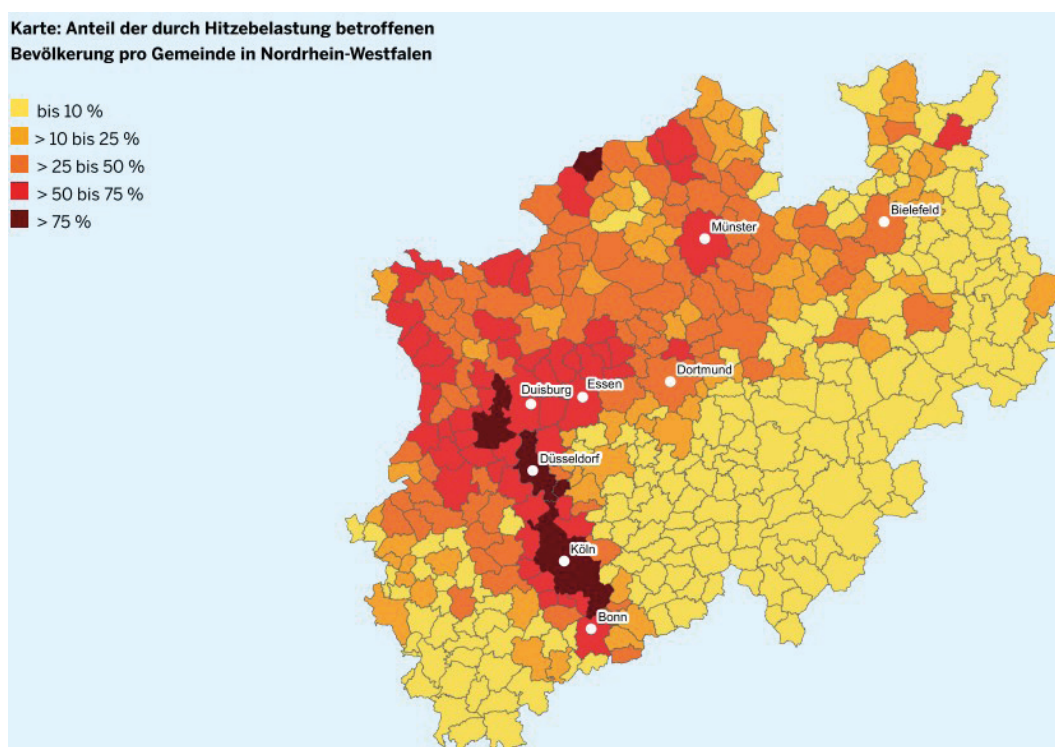 Karte: Anteil der durch Hitzebelastung betroffenen
Bevölkerung pro Gemeinde in Nordrhein-Westfalen
bis 10 %
> 10 bis 25 %
> 25 bis 50 %
> 50 bis 75 %
> 75 %
Bielefeld
Münster
Dortmund
Essen
Duisburg
Düsseldorf
Köln
Bonn